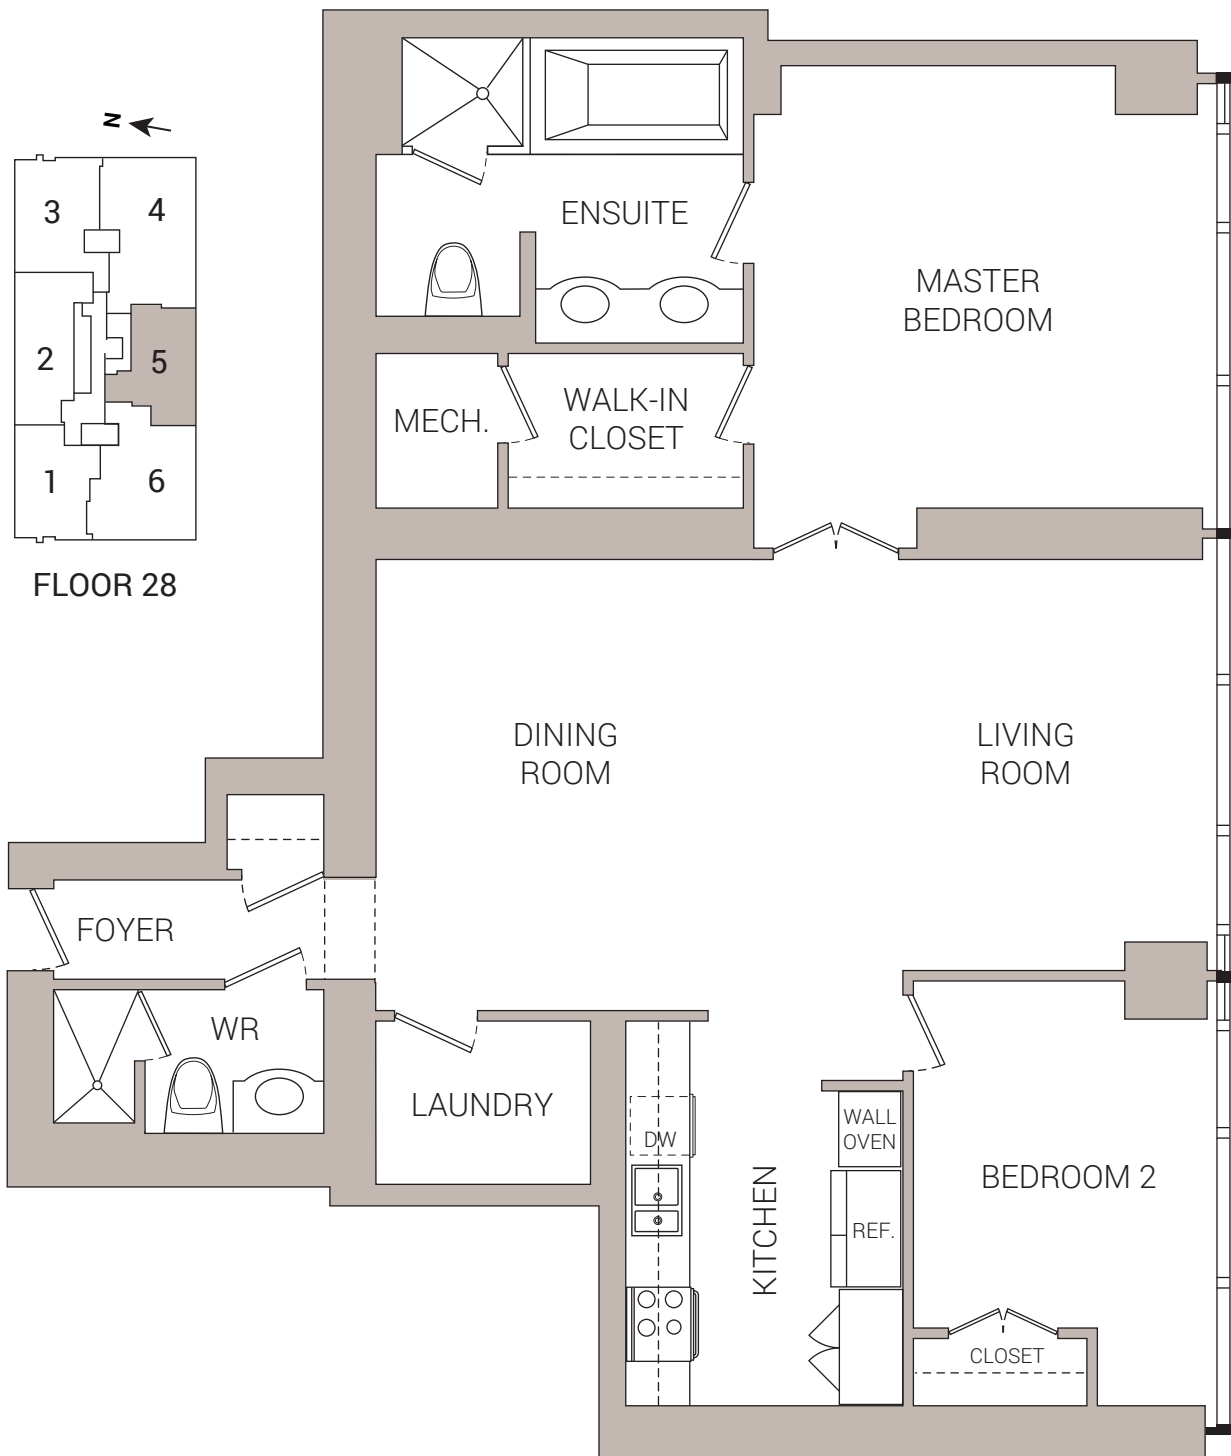 N
3
4
2
5
1
6
FLOOR 28
ENSUITE
MASTER
BEDROOM
MECH.
WALK-IN
CLOSET
DINING
ROOM
LIVING
ROOM
FOYER
WR
LAUNDRY
DW
KITCHEN
WALL
OVEN
REF.
BEDROOM 2
CLOSET